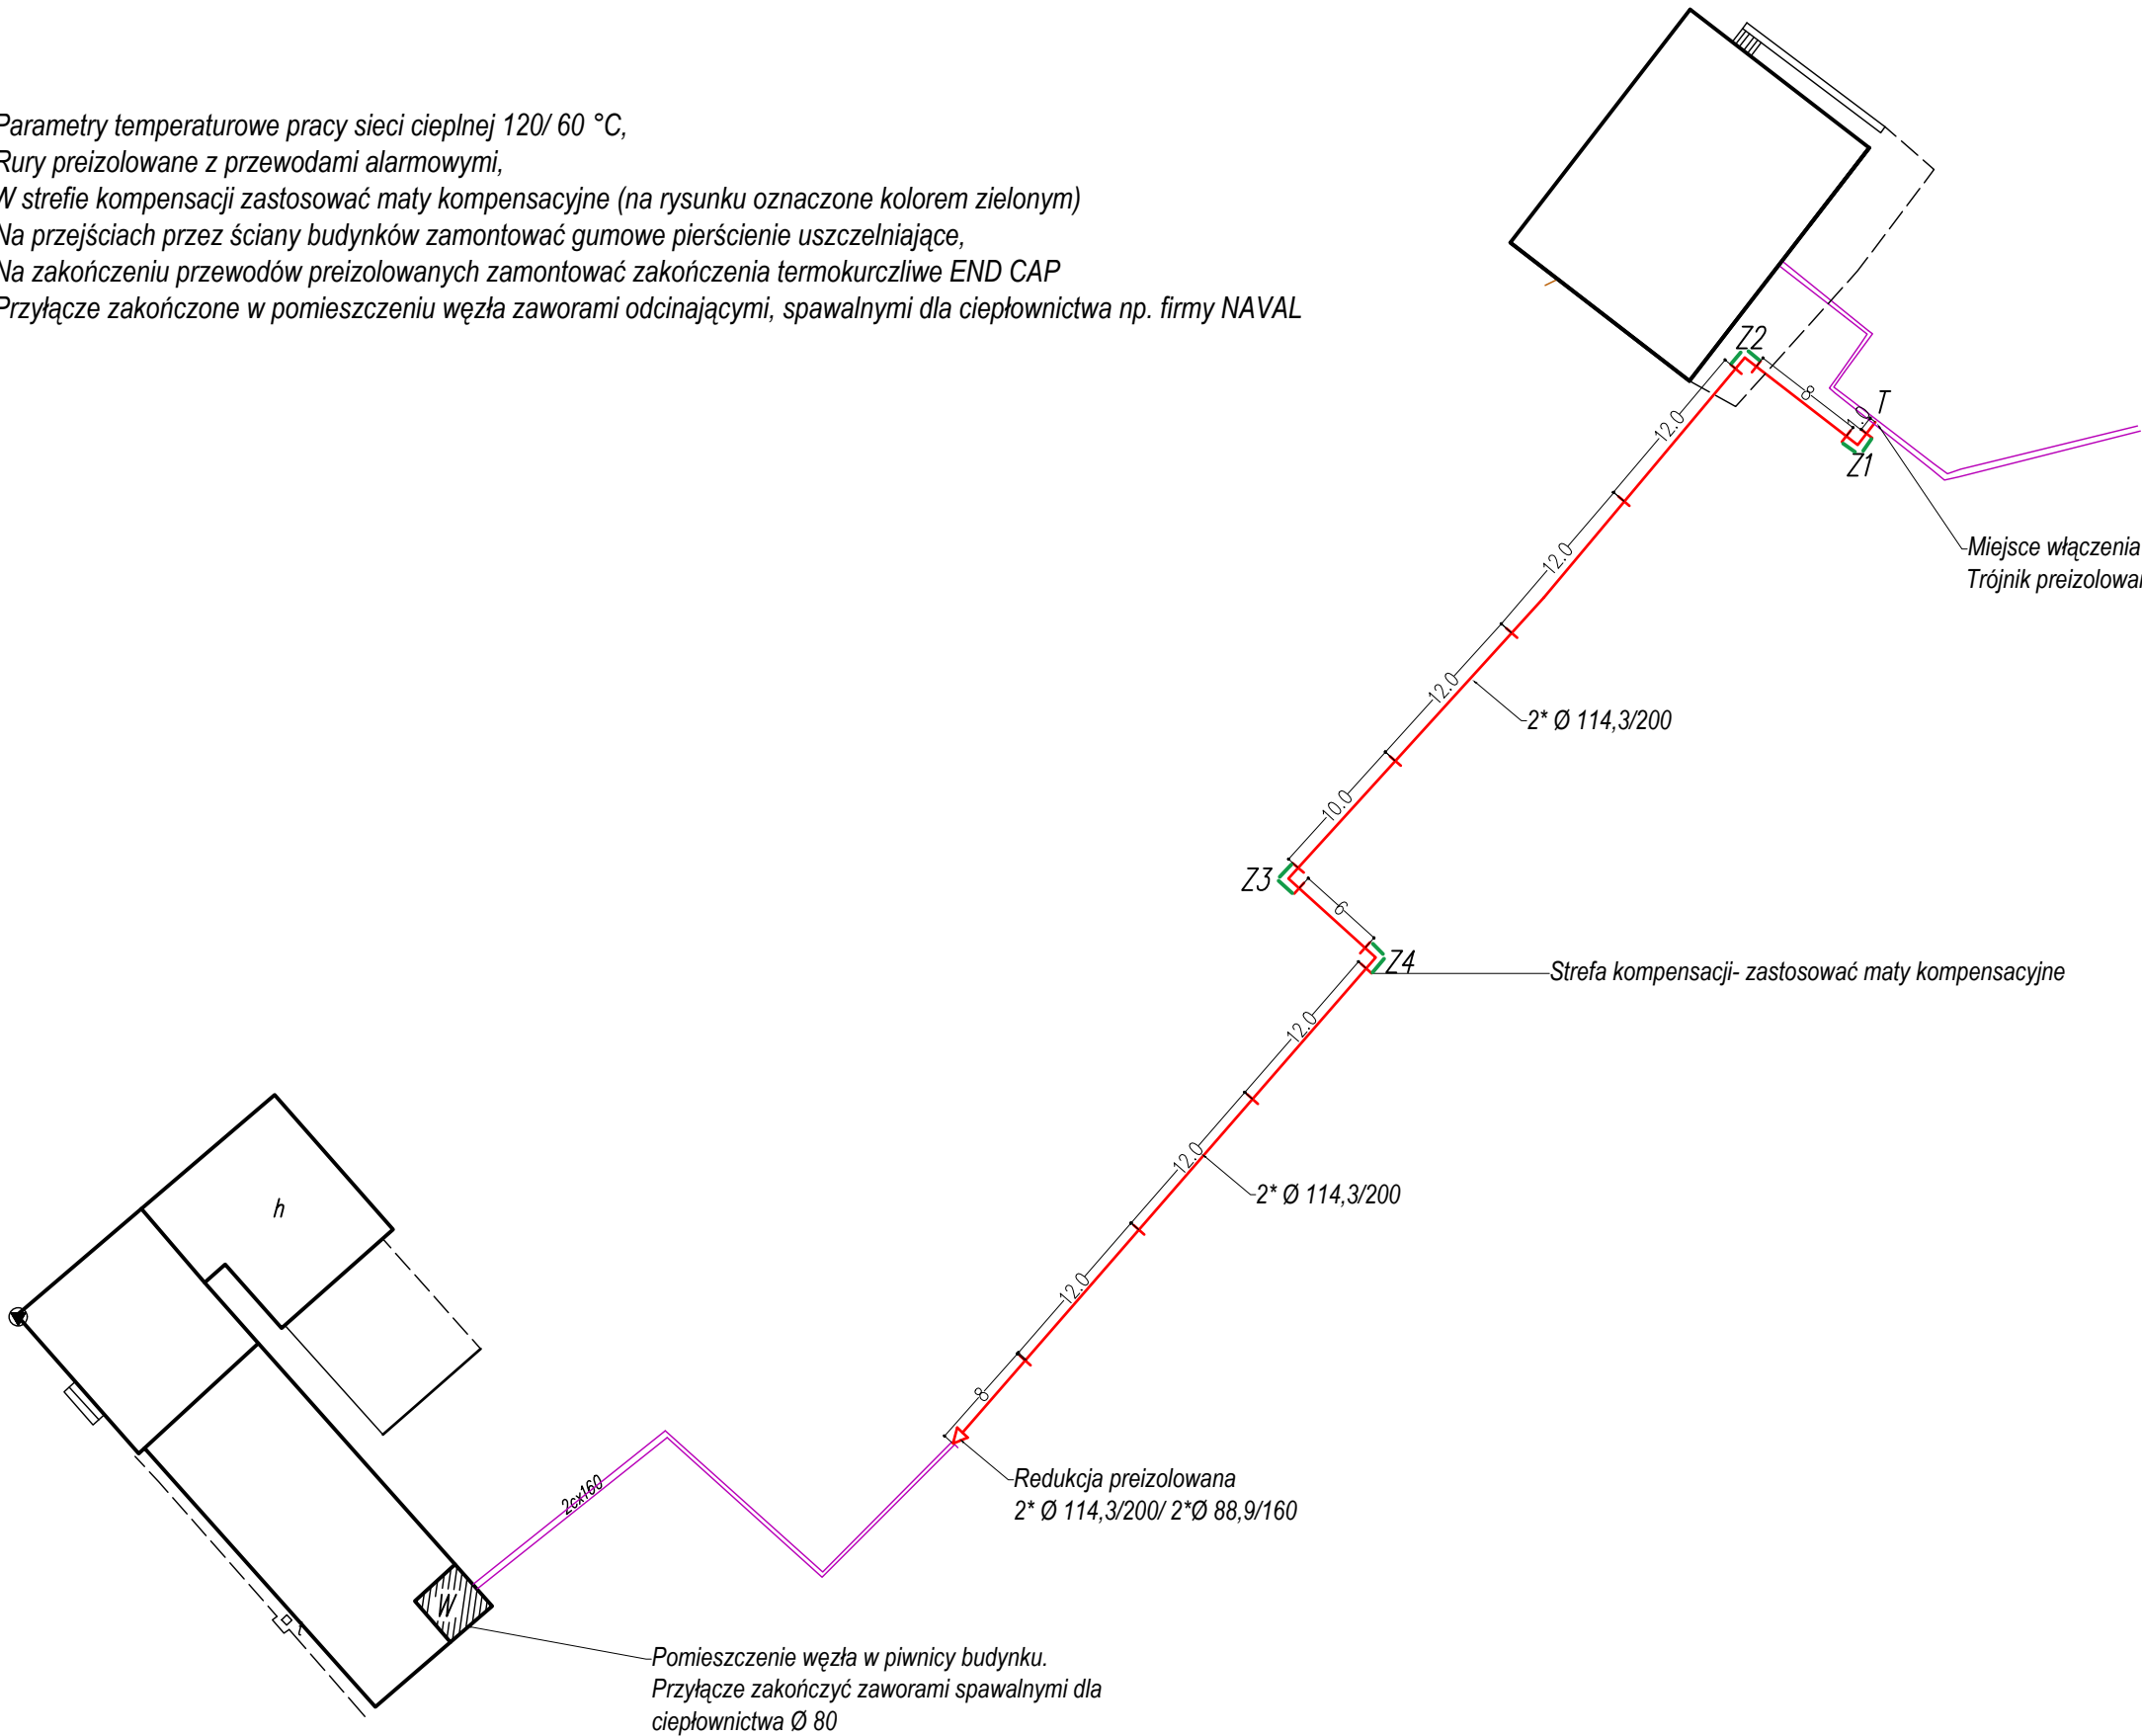 Parametry temperaturowe pracy sieci cieplnej 120/ 60 °C,
Rury preizolowane z przewodami alarmowymi,
W strefie kompensacji zastosować maty kompensacyjne (na rysunku oznaczone kolorem zielonym)
Na przejściach przez ściany budynków zamontować gumowe pierścienie uszczelniające,
Na zakończeniu przewodów preizolowanych zamontować zakończenia termokurczliwe END CAP
Przyłącze zakończone w pomieszczeniu węzła zaworami odcinającymi, spawalnymi dla ciepłownictwa np. firmy NAVAL
Z2
8
T
Z1
12.0
Miejsce włączenia
Trójnik preizolowan
12.0
12.0
2* Ø 114,3/200
10.0
Z3
6
Z4
Strefa kompensacji- zastosować maty kompensacyjne
12.0
12.0
2* Ø 114,3/200
h
12.0
8
Redukcja preizolowana
2* Ø 114,3/200/ 2*Ø 88,9/160
2cx160
W
Pomieszczenie węzła w piwnicy budynku.
Przyłącze zakończyć zaworami spawalnymi dla
ciepłownictwa Ø 80